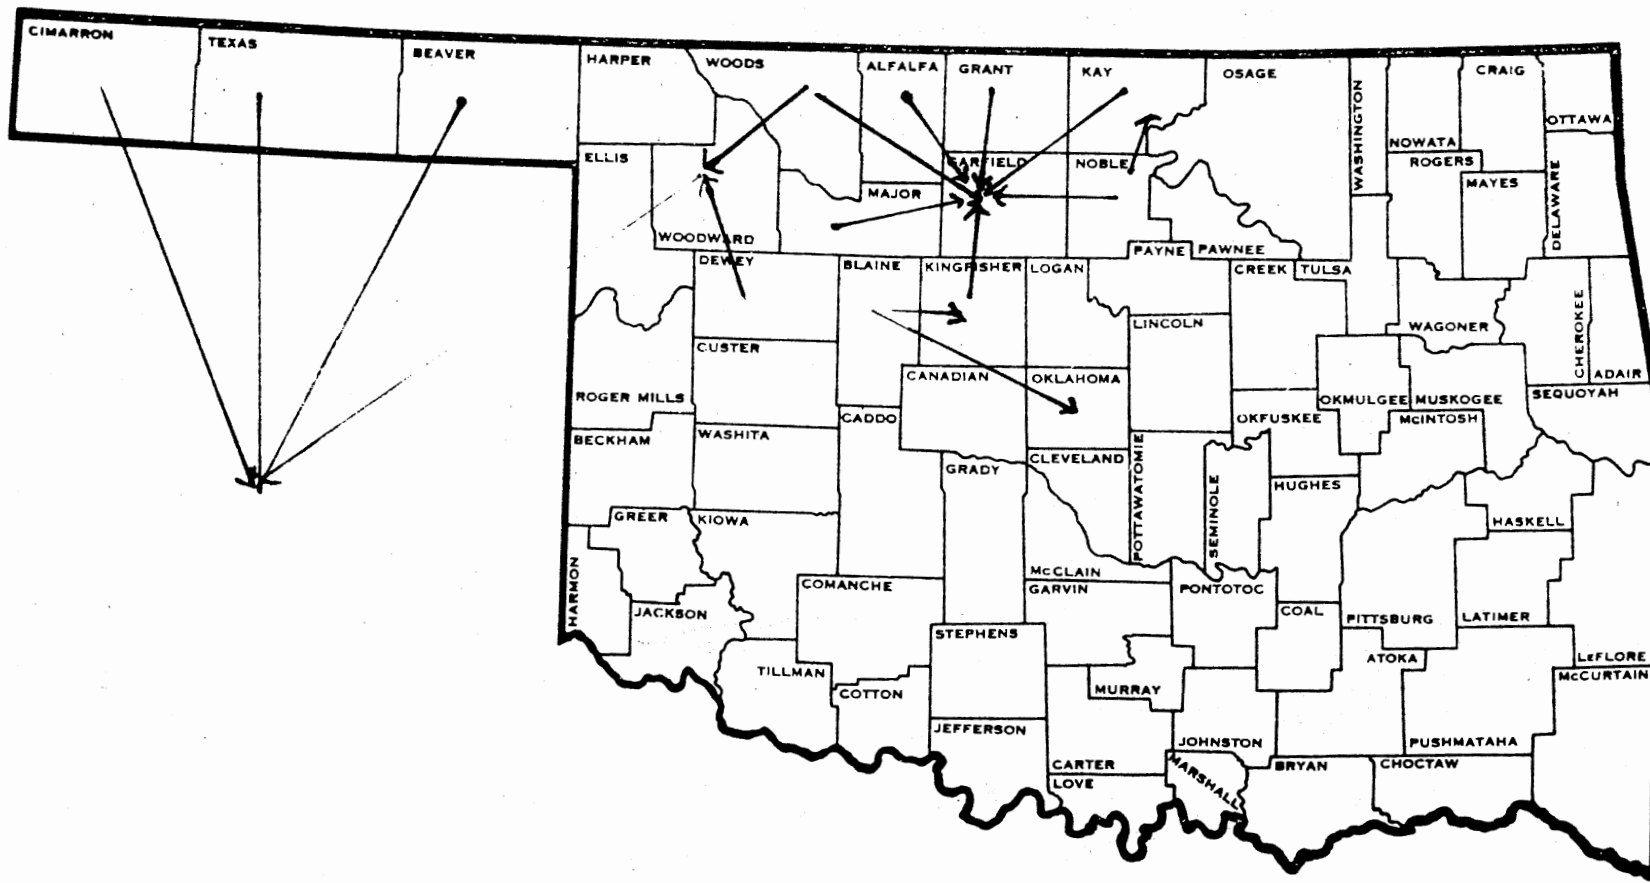 CIMARRON
TEXAS
BEAVER
HARPER
WOODS
ALFALFA
GRANT
KAY
OSAGE
WASHINGTON
CRAIG
OTTAWA
NOWATA
ROGERS
MAYES
DELAWARE
ELLIS
GARFIELD
NOBLE
MAJOR
WOODWARD
PAYNE
PAWNEE
DEWEY
BLAINE
KINGFISHER
LOGAN
CREEK
TULSA
LINCOLN
WAGONER
CHEROKEE
ADAIR
CUSTER
CANADIAN
OKLAHOMA
ROGER MILLS
OKMULGEE
MUSKOGEE
SEQUOYAH
CADDO
OKFUSKEE
McINTOSH
BECKHAM
WASHITA
CLEVELAND
GRADY
POTTAWATOMIE
SEMINOLE
HUGHES
GREER
KIOWA
HASKELL
HARMON
McCLAIN
COMANCHE
GARVIN
PONTOTOC
JACKSON
COAL
PITTSBURG
LATIMER
STEPHENS
ATOKA
LeFLORE
TILLMAN
McCURTAIN
COTTON
MURRAY
JEFFERSON
JOHNSTON
PUSHMATAHA
CARTER
MARSHALL
BRYAN
CHOCTAW
LOVE